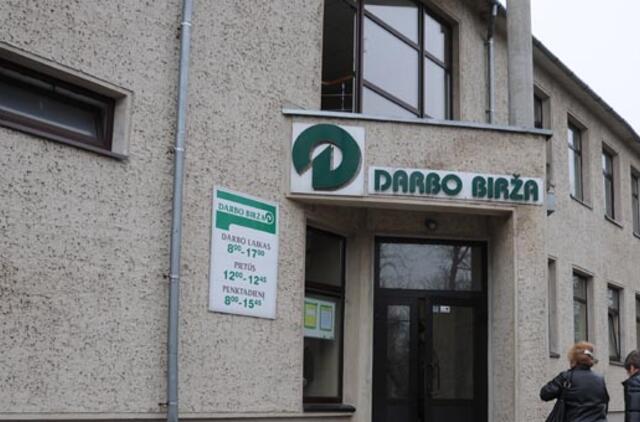 DARBO BIRŽA
DARBO BIRŽA
DARBO LAIKAS
8⁰⁰-17⁰⁰
PIETŪS
12⁰⁰-12⁴⁵
PENKTADIENĮ
8⁰⁰-15⁴⁵